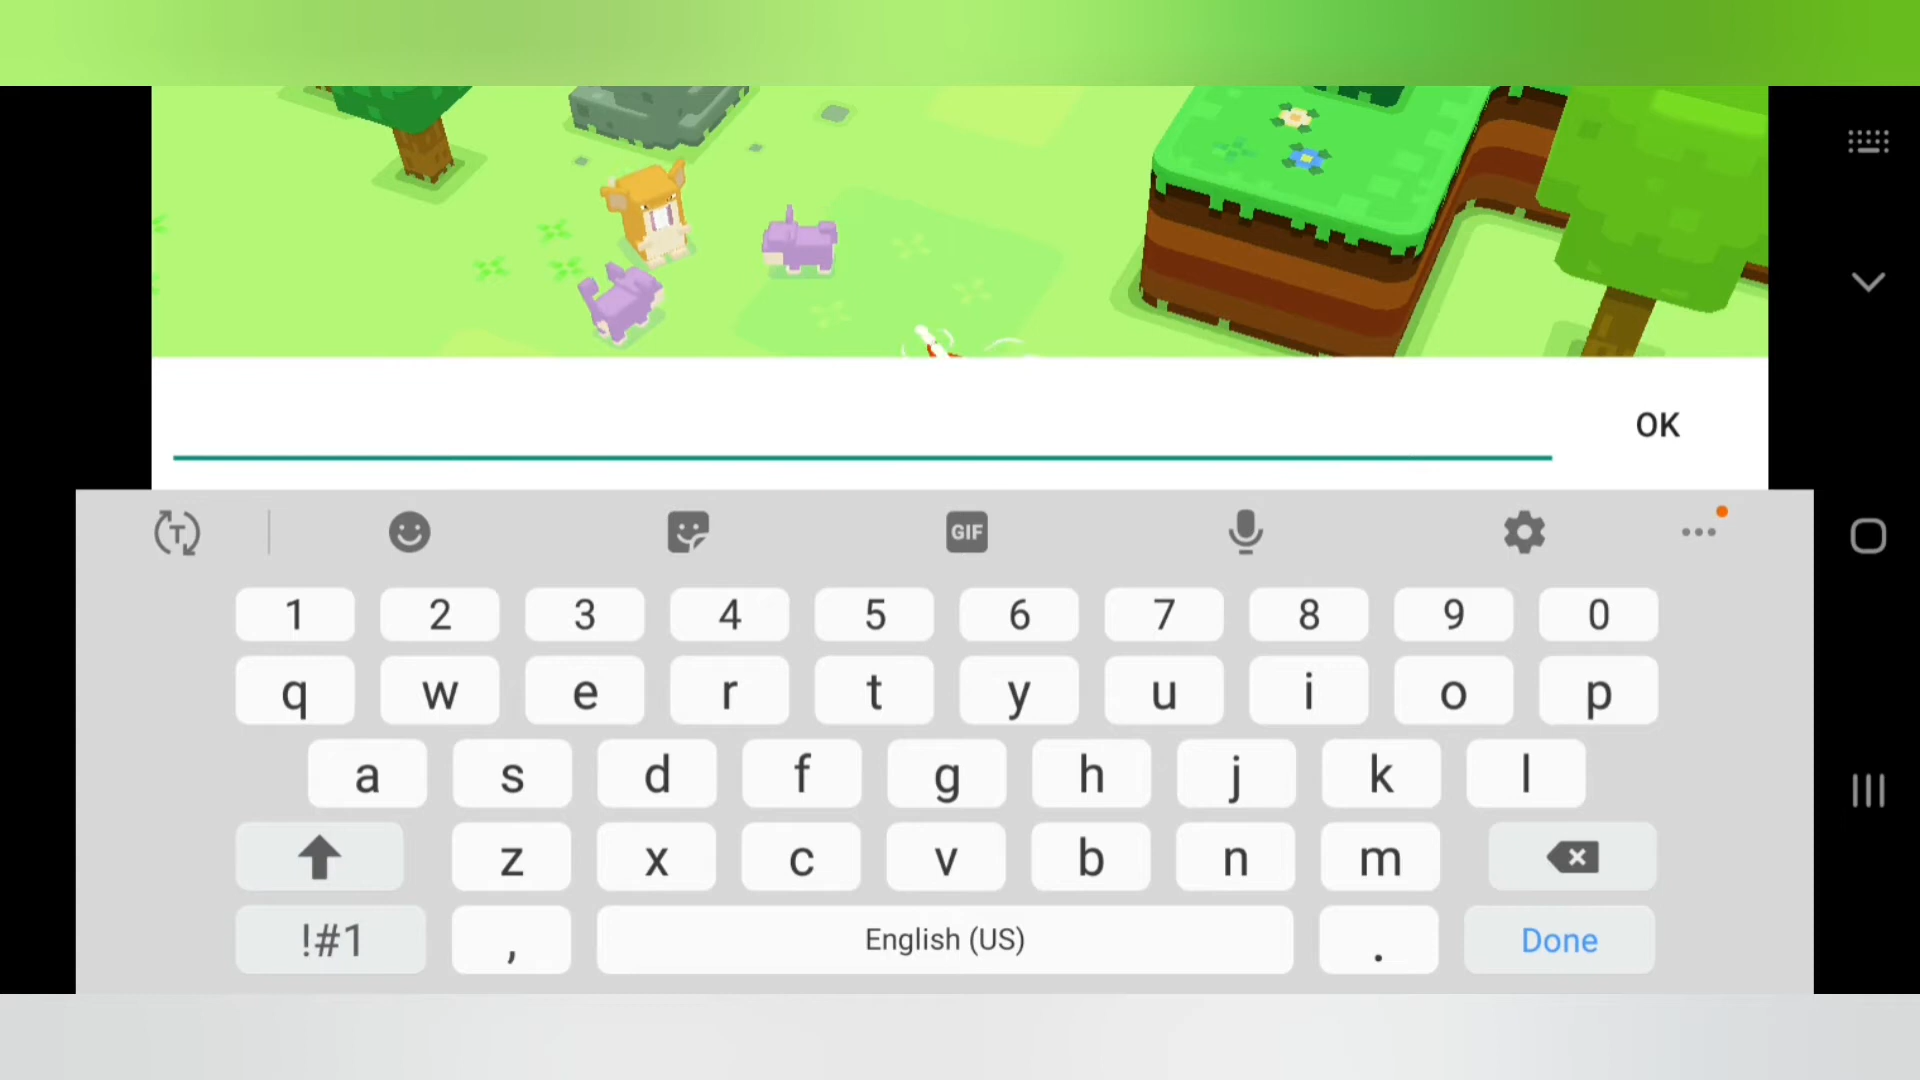 OK
T GIF
1 2 3 4 5 6 7 8 9 0
q w e r t y u i o p
a s d f g h j k l
z x c v b n m
!#1 , English (US) . Done